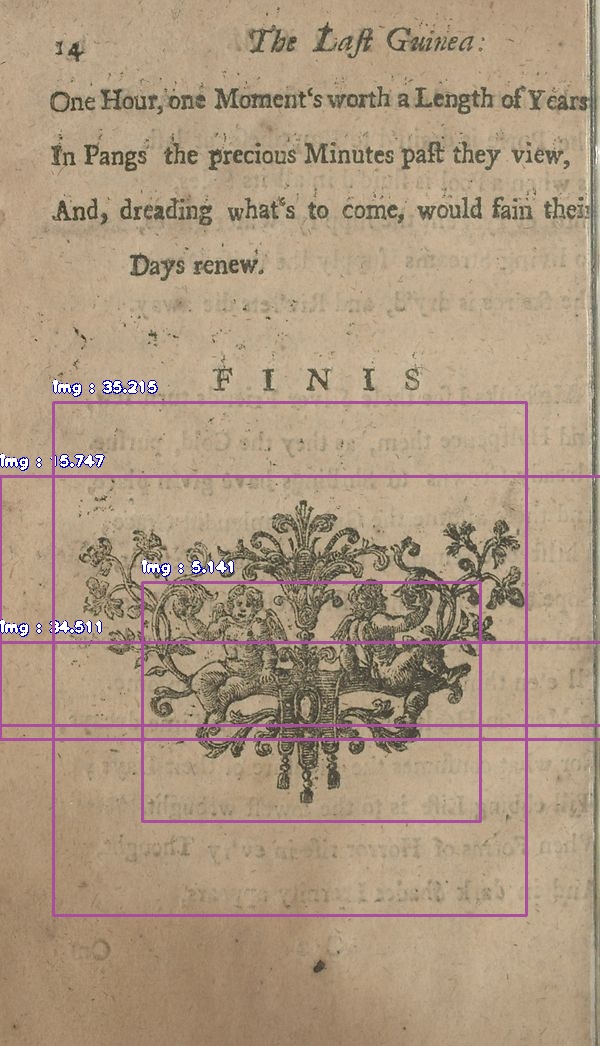 14 The Laſt Guinea:
One Hour, one Moment‘s worth a Length of Years
In Pangs the precious Minutes paſt they view,
And, dreading what‘s to come, would fain their
Days renew.
FINIS
Img : 35.215
Img : 15.747
Img : 5.141
Img : 34.511